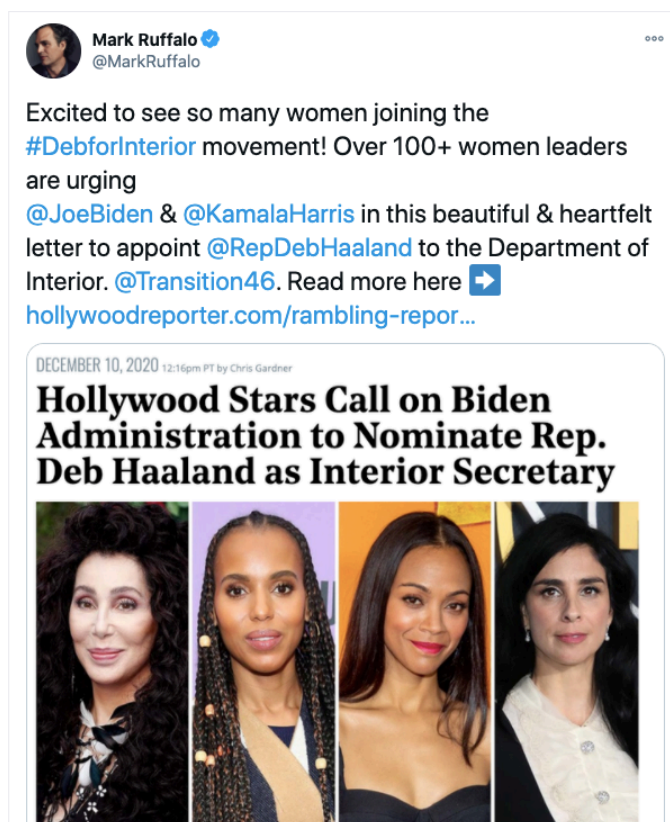 Mark Ruffalo
@MarkRuffalo
Excited to see so many women joining the
#DebforInterior movement! Over 100+ women leaders
are urging
@JoeBiden & @KamalaHarris in this beautiful & heartfelt
letter to appoint @RepDebHaaland to the Department of
Interior. @Transition46. Read more here ➡
hollywoodreporter.com/rambling-repor…
DECEMBER 10, 2020 12:16pm PT by Chris Gardner
Hollywood Stars Call on Biden
Administration to Nominate Rep.
Deb Haaland as Interior Secretary